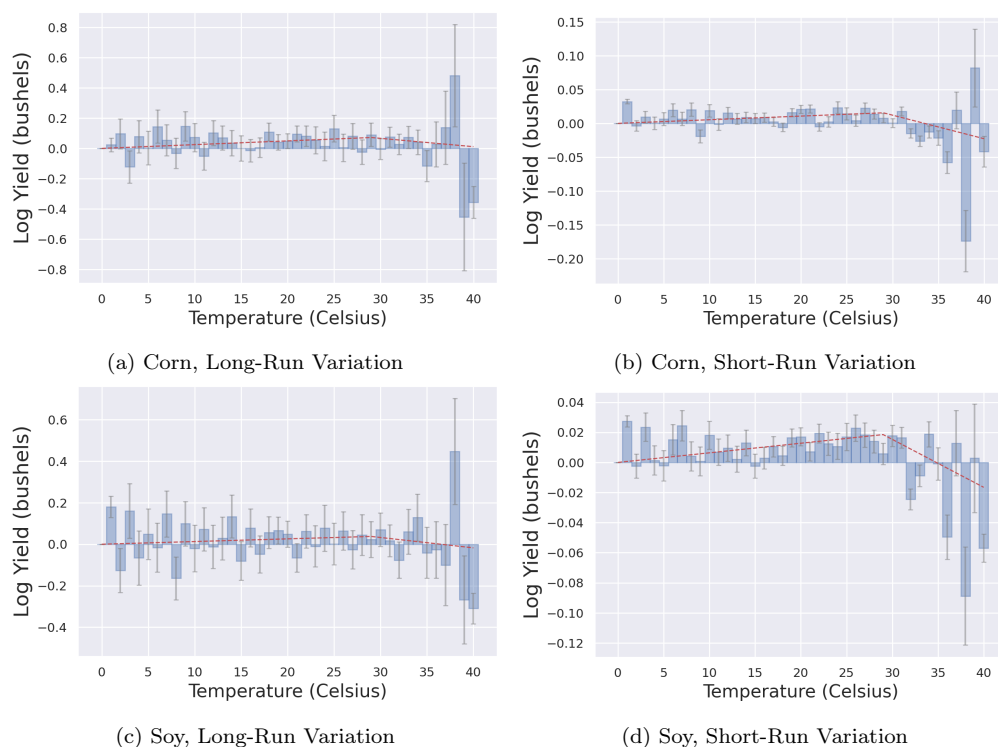 0.8
0.6
0.4
0.2
0.0
−0.2
−0.4
−0.6
−0.8
Log Yield (bushels)
0 5 10 15 20 25 30 35 40
Temperature (Celsius)
(a) Corn, Long-Run Variation
0.15
0.10
0.05
0.00
−0.05
−0.10
−0.15
−0.20
Log Yield (bushels)
0 5 10 15 20 25 30 35 40
Temperature (Celsius)
(b) Corn, Short-Run Variation
0.6
0.4
0.2
0.0
−0.2
−0.4
Log Yield (bushels)
0 5 10 15 20 25 30 35 40
Temperature (Celsius)
(c) Soy, Long-Run Variation
0.04
0.02
0.00
−0.02
−0.04
−0.06
−0.08
−0.10
−0.12
Log Yield (bushels)
0 5 10 15 20 25 30 35 40
Temperature (Celsius)
(d) Soy, Short-Run Variation